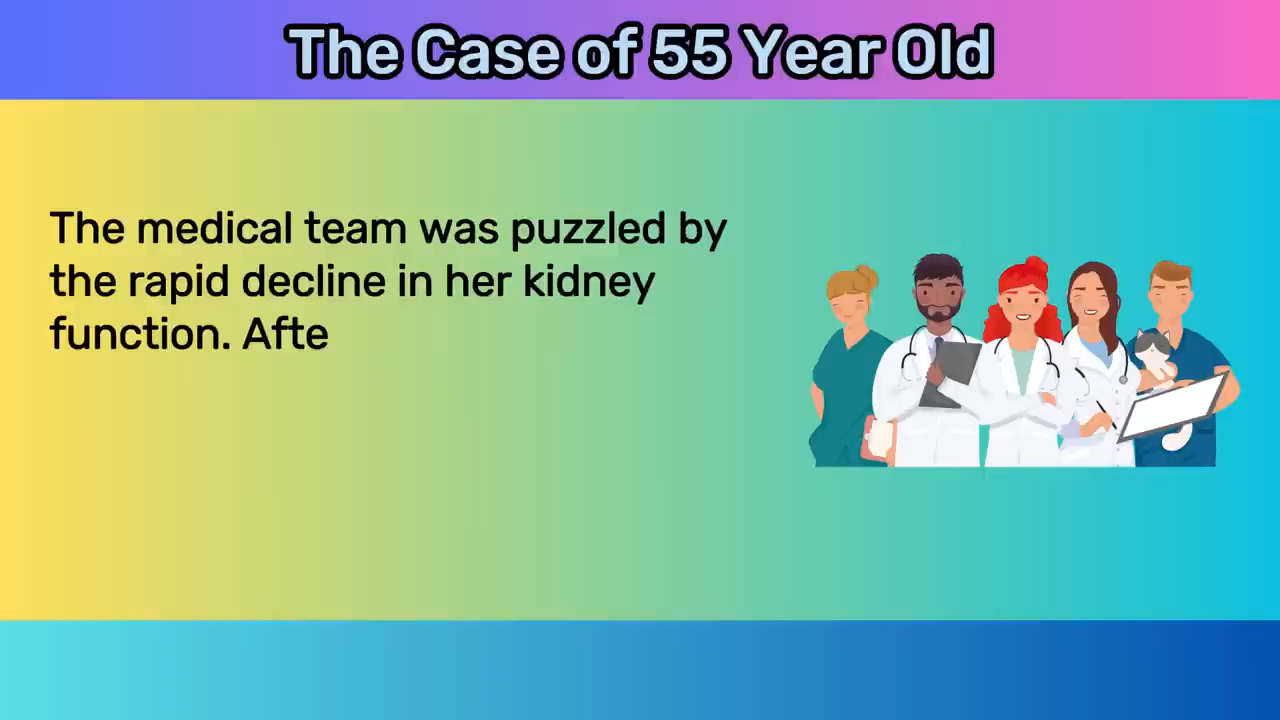 The Case of 55 Year Old
The medical team was puzzled by
the rapid decline in her kidney
function. Afte